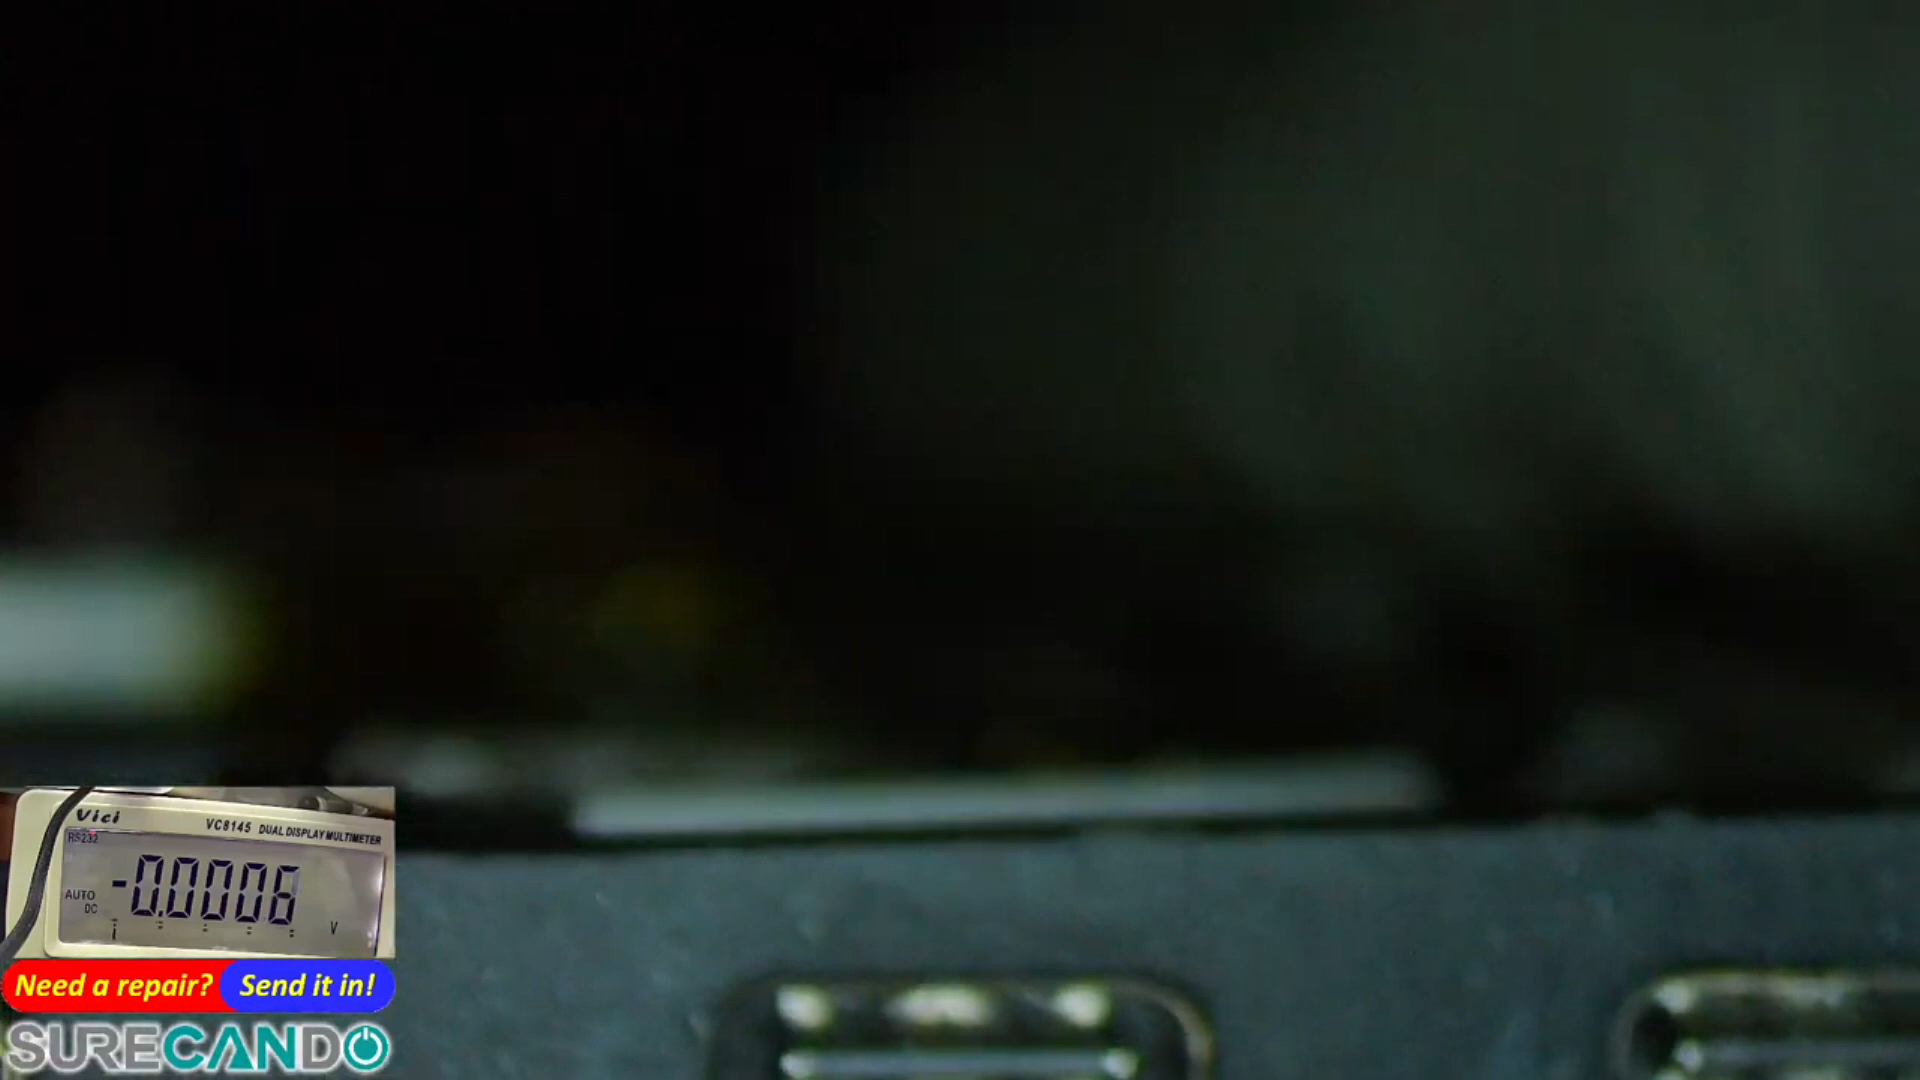 Vici
VC8145 DUAL DISPLAY MULTIMETER
RS232
-0.0006
AUTO
DC
V
Need a repair? Send it in!
SURECANDO